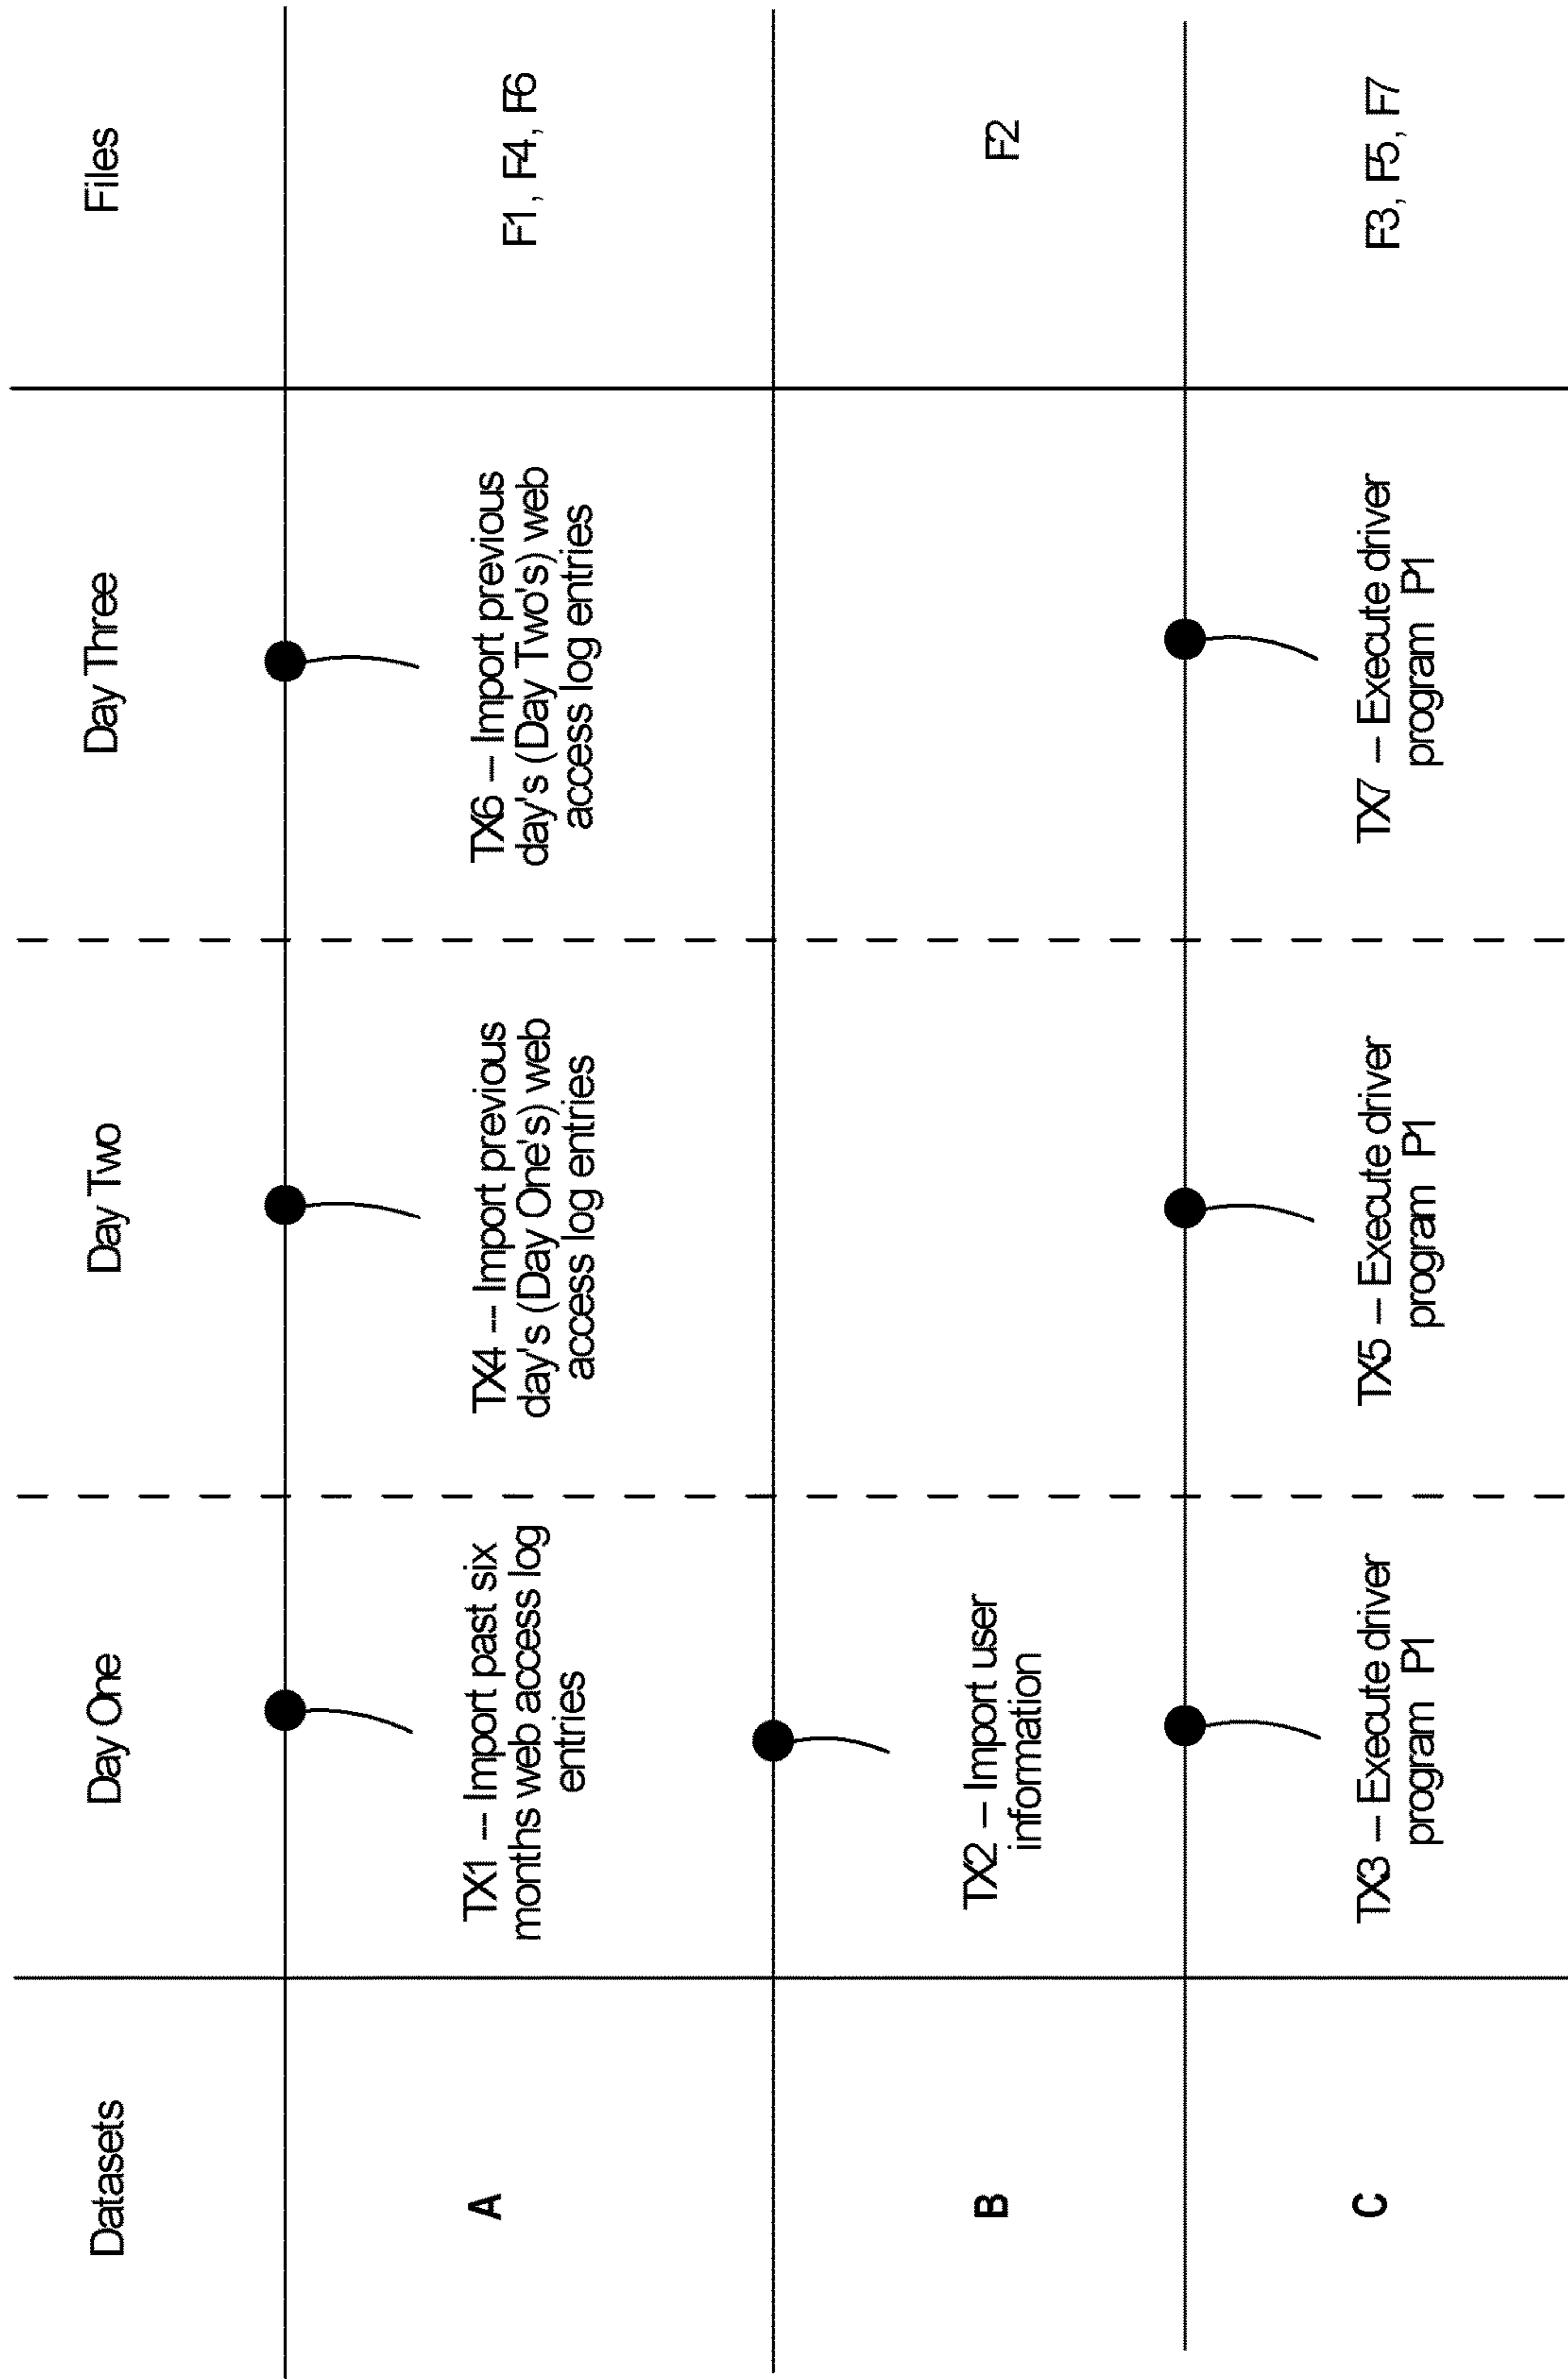 Datasets
Day One
Day Two
Day Three
Files
A
TX1 -- Import past six
months web access log
entries
TX4 -- Import previous
day's (Day One's) web
access log entries
TX6 – Import previous
day's (Day Two's) web
access log entries
F1, F4, F6
B
TX2 – Import user
information
F2
C
TX3 – Execute driver
program P1
TX5 – Execute driver
program P1
TX7 – Execute driver
program P1
F3, F5, F7